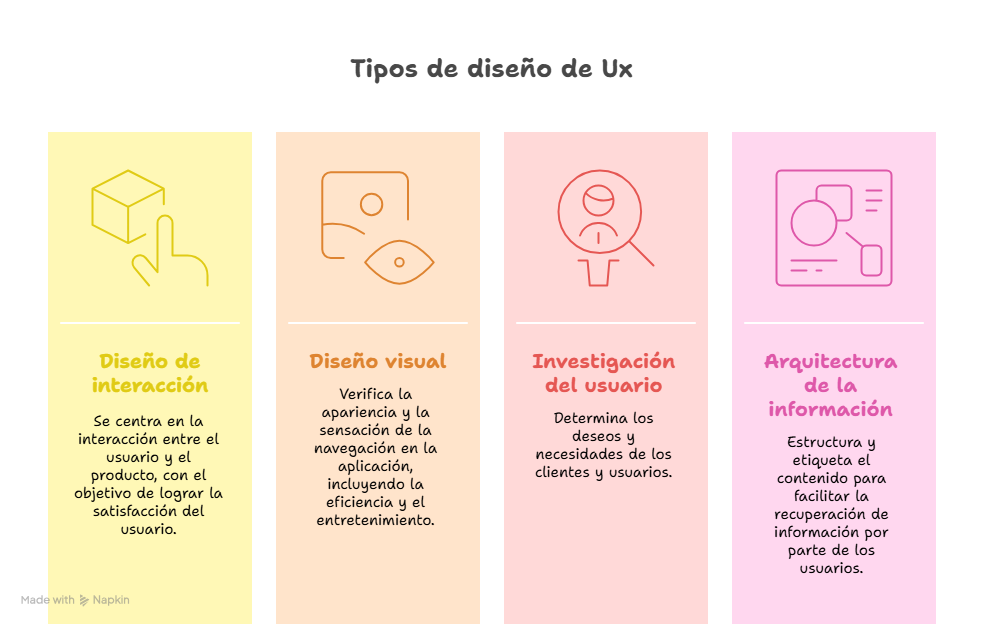 Tipos de diseño de Ux
Diseño de
interacción
Se centra en la
interacción entre el
usuario y el
producto, con el
objetivo de lograr la
satisfacción del
usuario.
Diseño visual
Verifica la
apariencia y la
sensación de la
navegación en la
aplicación,
incluyendo la
eficiencia y el
entretenimiento.
Investigación
del usuario
Determina los
deseos y
necesidades de los
clientes y usuarios.
Arquitectura
de la
información
Estructura y
etiqueta el
contenido para
facilitar la
recuperación de
información por
parte de los
usuarios.
Made with Napkin